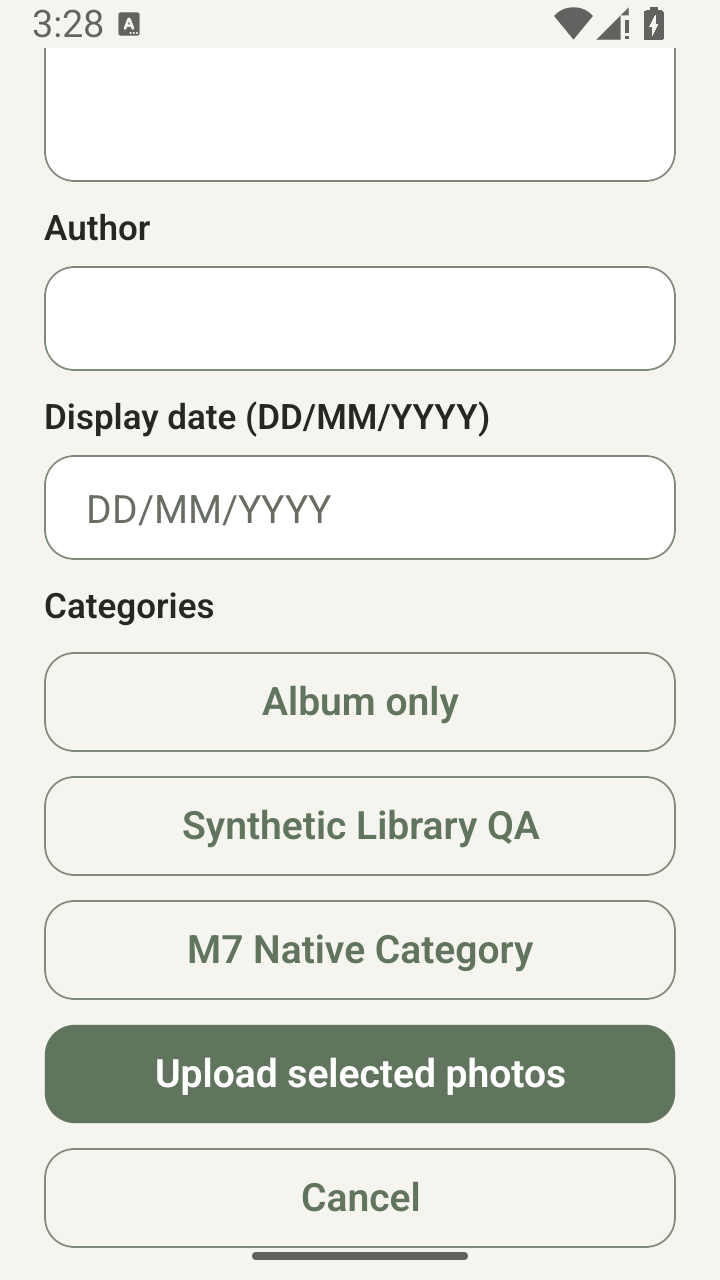 3:28
Author
Display date (DD/MM/YYYY)
DD/MM/YYYY
Categories
Album only
Synthetic Library QA
M7 Native Category
Upload selected photos
Cancel